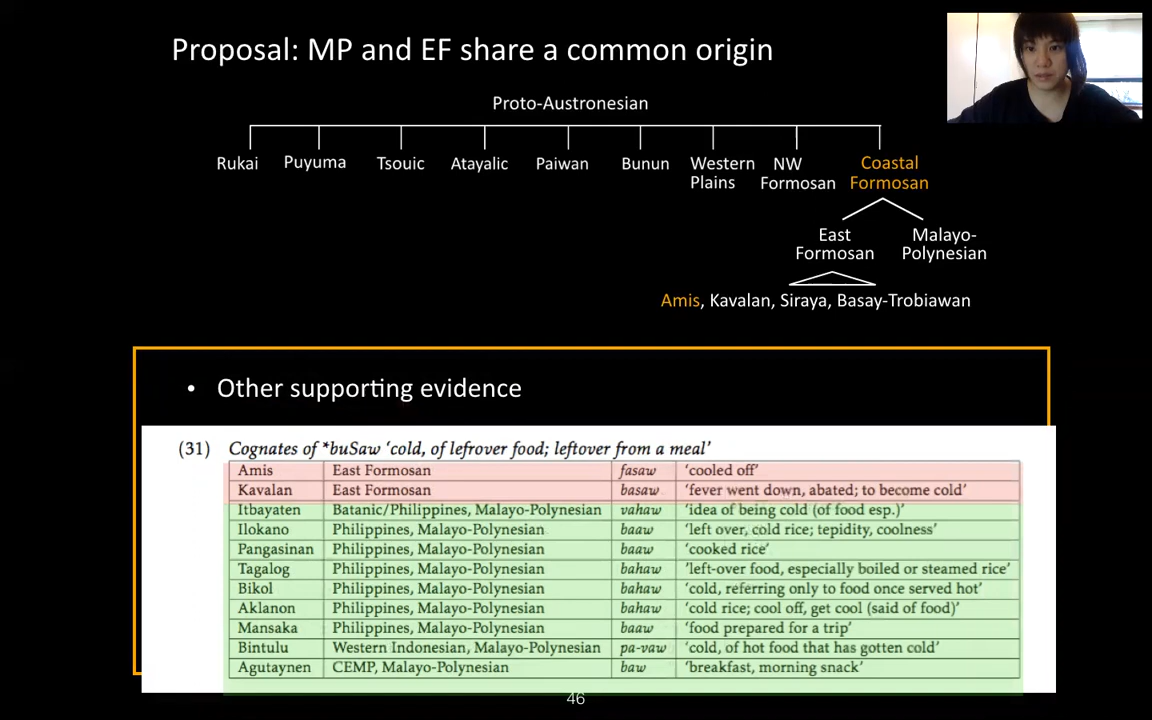 Proposal: MP and EF share a common origin
Proto-Austronesian
Rukai Puyuma Tsouic Atayalic Paiwan Bunun Western Plains NW Formosan Coastal Formosan
East Formosan Malayo-Polynesian
Amis, Kavalan, Siraya, Basay-Trobiawan
• Other supporting evidence
(31) Cognates of *buSaw ‘cold, of lefrover food; leftover from a meal’
Amis East Formosan fasaw ‘cooled off’
Kavalan East Formosan basaw ‘fever went down, abated; to become cold’
Itbayaten Batanic/Philippines, Malayo-Polynesian vahaw ‘idea of being cold (of food esp.)’
Ilokano Philippines, Malayo-Polynesian baaw ‘left over, cold rice; tepidity, coolness’
Pangasinan Philippines, Malayo-Polynesian baaw ‘cooked rice’
Tagalog Philippines, Malayo-Polynesian bahaw ‘left-over food, especially boiled or steamed rice’
Bikol Philippines, Malayo-Polynesian bahaw ‘cold, referring only to food once served hot’
Aklanon Philippines, Malayo-Polynesian bahaw ‘cold rice; cool off, get cool (said of food)’
Mansaka Philippines, Malayo-Polynesian baaw ‘food prepared for a trip’
Bintulu Western Indonesian, Malayo-Polynesian pa-vaw ‘cold, of hot food that has gotten cold’
Agutaynen CEMP, Malayo-Polynesian baw ‘breakfast, morning snack’
46